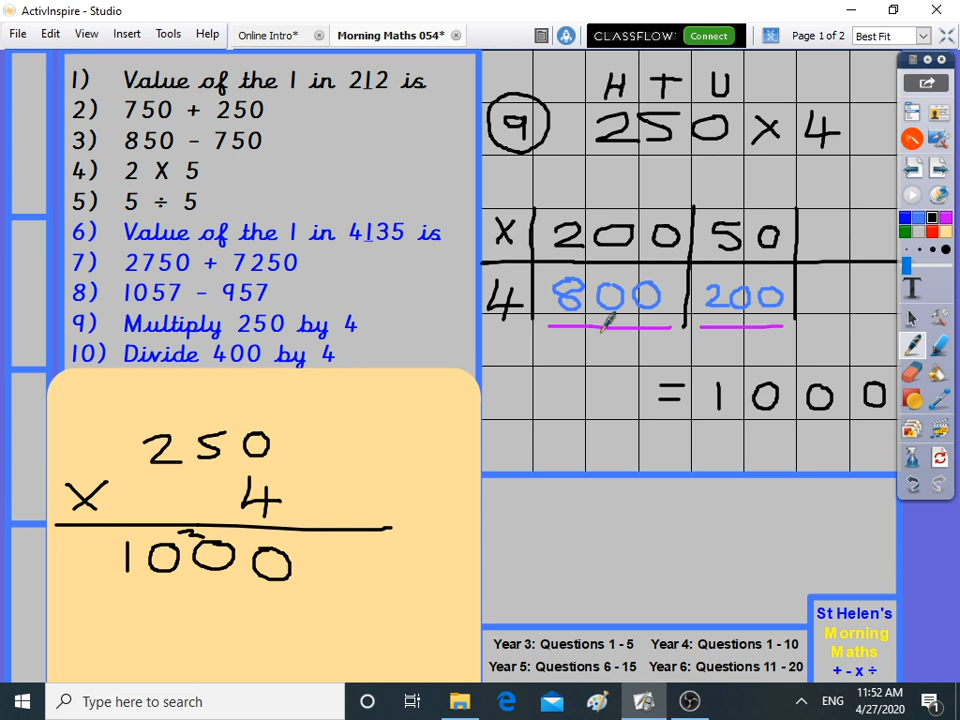 ActivInspire - Studio
File Edit View Insert Tools Help
Online Intro* Morning Maths 054* CLASSFLOW Connect Page 1 of 2 Best Fit
1) Value of the 1 in 212 is
2) 750 + 250
3) 850 - 750
4) 2 X 5
5) 5 ÷ 5
6) Value of the 1 in 4135 is
7) 2750 + 7250
8) 1057 - 957
9) Multiply 250 by 4
10) Divide 400 by 4
250
X 4
1000
2
H T U
9 250 x 4
X 200 50
4 800 200
= 1000
T
Year 3: Questions 1 - 5 Year 4: Questions 1 - 10
Year 5: Questions 6 - 15 Year 6: Questions 11 - 20
St Helen's
Morning
Maths
+ - x ÷
Type here to search
ENG
11:52 AM
4/27/2020
1